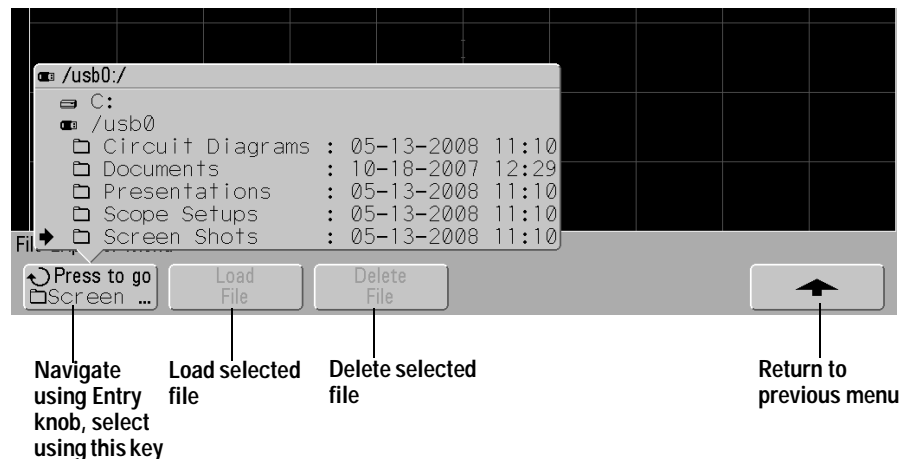 /usb0:/
C:
/usb0
Circuit Diagrams : 05-13-2008 11:10
Documents : 10-18-2007 12:29
Presentations : 05-13-2008 11:10
Scope Setups : 05-13-2008 11:10
Screen Shots : 05-13-2008 11:10
Press to go
Screen ...
Load
File
Delete
File
Navigate
using Entry
knob, select
using this key
Load selected
file
Delete selected
file
Return to
previous menu